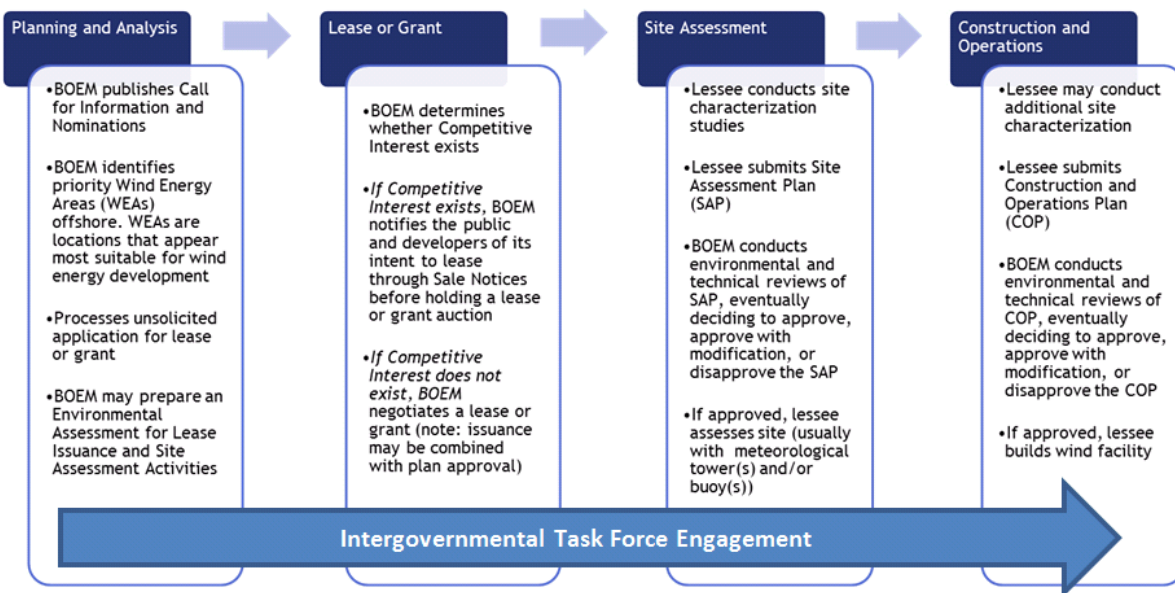 Planning and Analysis
•BOEM publishes Call
for Information and
Nominations
•BOEM identifies
priority Wind Energy
Areas (WEAs)
offshore. WEAs are
locations that appear
most suitable for wind
energy development
•Processes unsolicited
application for lease
or grant
•BOEM may prepare an
Environmental
Assessment for Lease
Issuance and Site
Assessment Activities
Lease or Grant
•BOEM determines
whether Competitive
Interest exists
•If Competitive
Interest exists, BOEM
notifies the public
and developers of its
intent to lease
through Sale Notices
before holding a lease
or grant auction
•If Competitive
Interest does not
exist, BOEM
negotiates a lease or
grant (note: issuance
may be combined
with plan approval)
Site Assessment
•Lessee conducts site
characterization
studies
•Lessee submits Site
Assessment Plan
(SAP)
•BOEM conducts
environmental and
technical reviews of
SAP, eventually
deciding to approve,
approve with
modification, or
disapprove the SAP
•If approved, lessee
assesses site (usually
with meteorological
tower(s) and/or
buoy(s))
Construction and
Operations
•Lessee may conduct
additional site
characterization
•Lessee submits
Construction and
Operations Plan
(COP)
•BOEM conducts
environmental and
technical reviews of
COP, eventually
deciding to approve,
approve with
modification, or
disapprove the COP
•If approved, lessee
builds wind facility
Intergovernmental Task Force Engagement